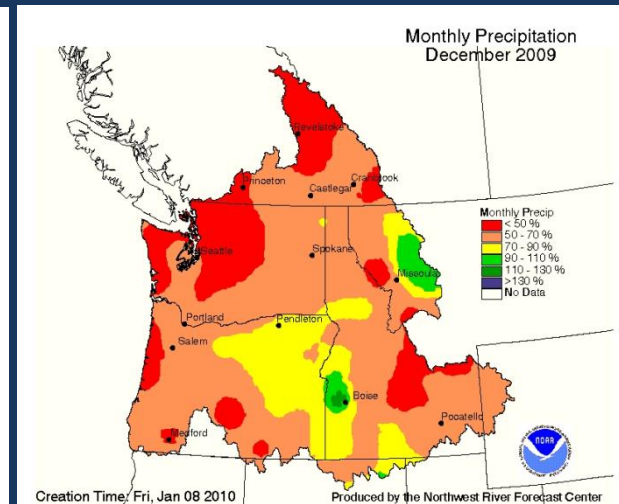 Monthly Precipitation
December 2009
Revelstoke
Princeton
Castlegar
Cranbrook
Seattle
Spokane
Missoula
Monthly Precip
< 50 %
50 - 70 %
70 - 90 %
90 - 110 %
110 - 130 %
>130 %
No Data
Portland
Pendleton
Salem
Boise
Pocatello
Medford
NOAA
Creation Time: Fri, Jan 08 2010
Produced by the Northwest River Forecast Center